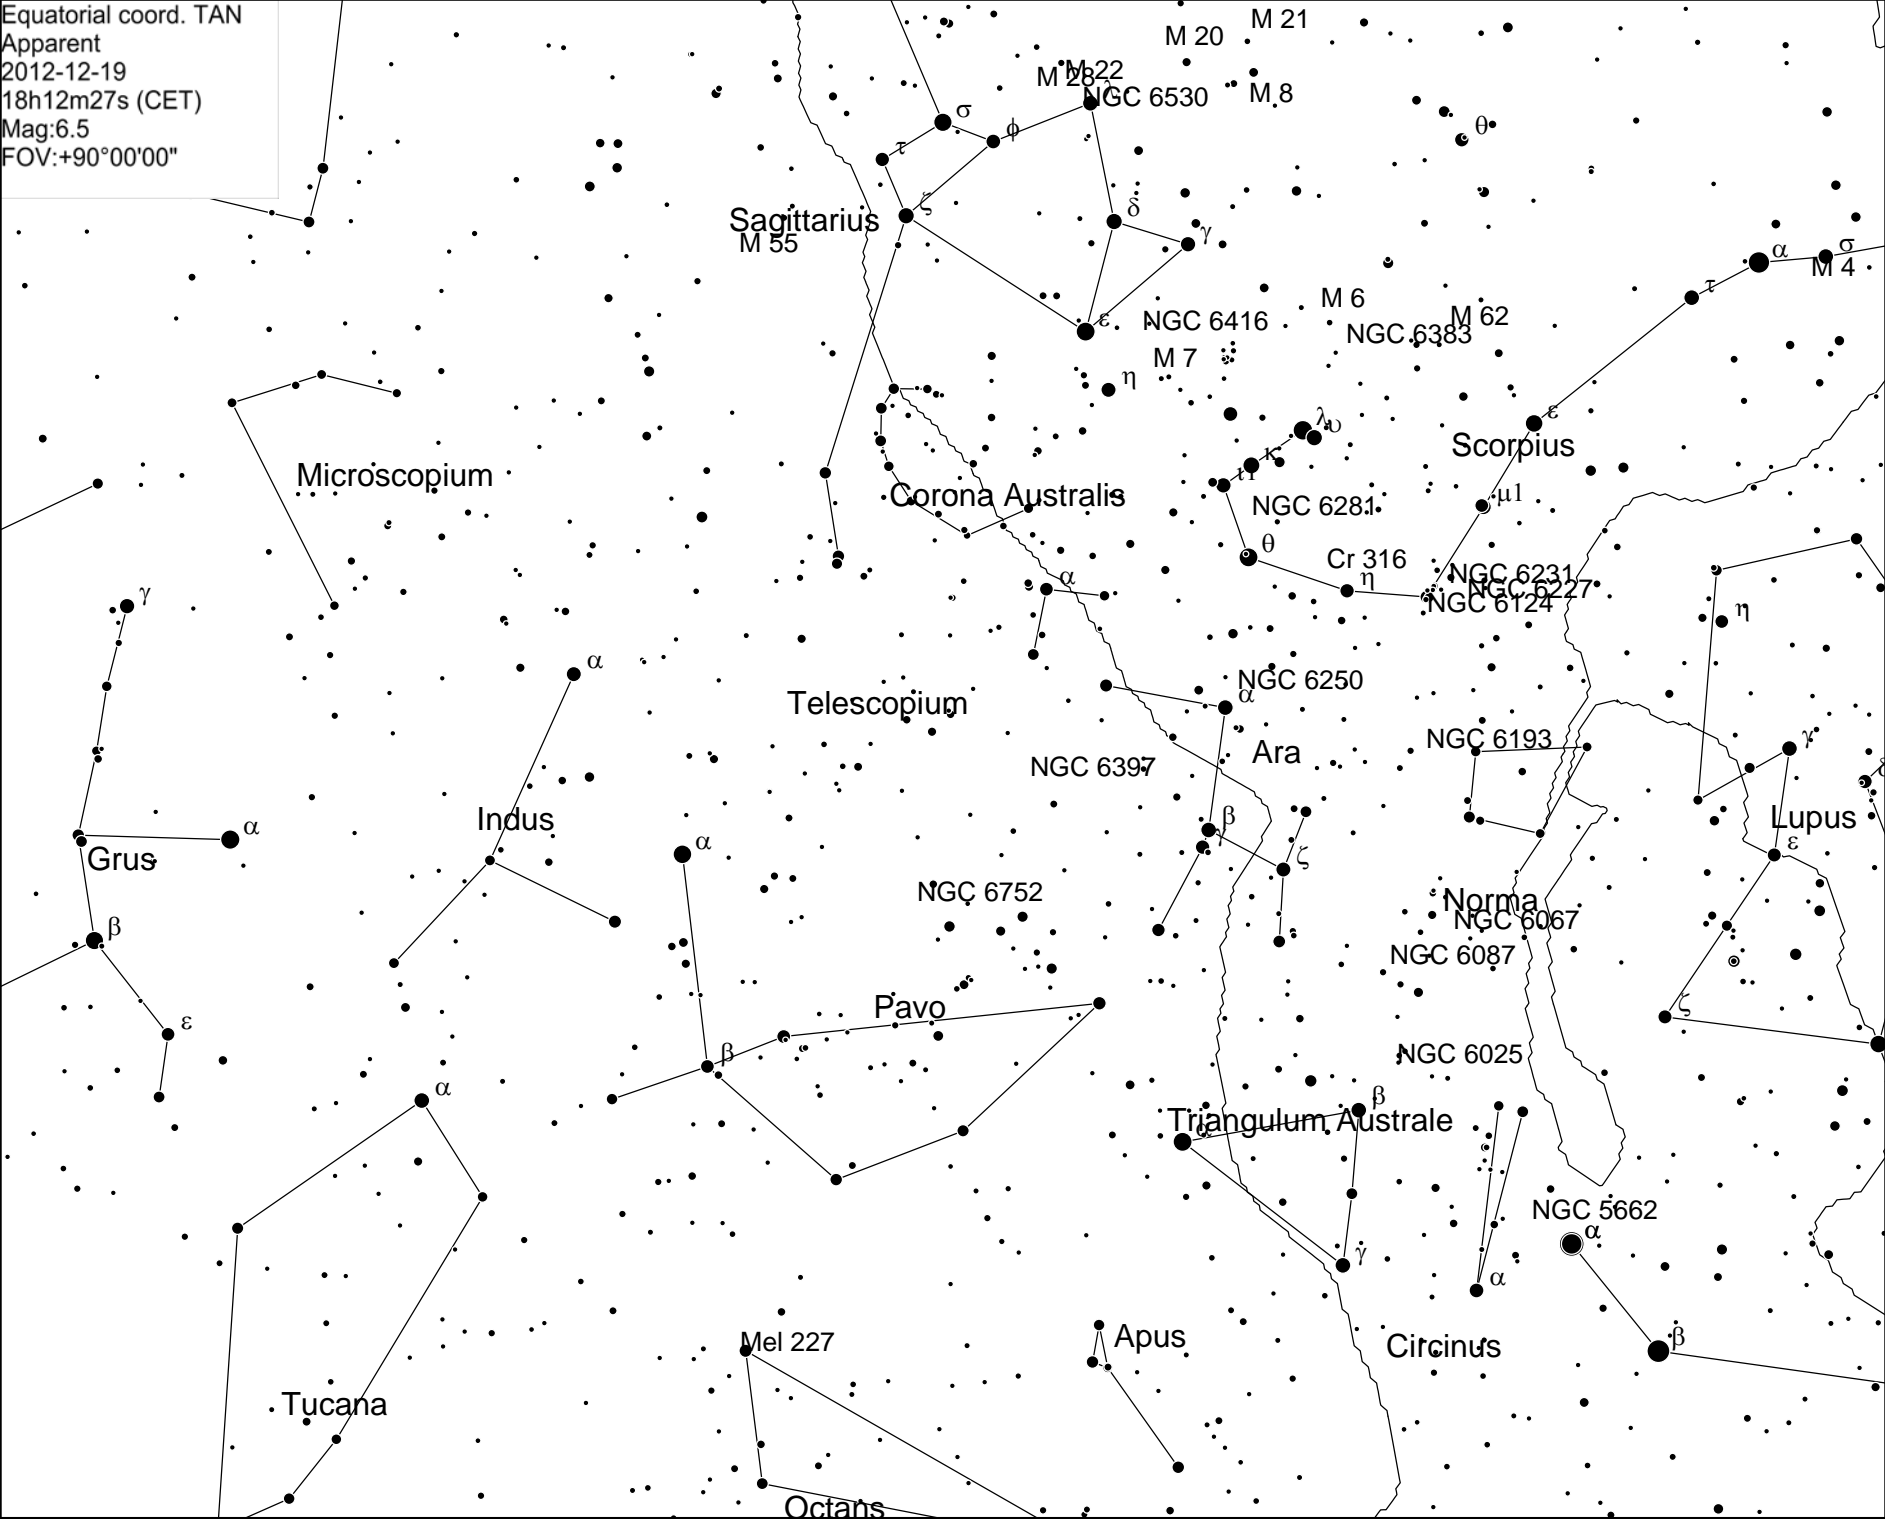 Equatorial coord. TAN
Apparent
2012-12-19
18h12m27s (CET)
Mag:6.5
FOV:+90°00'00"
M 21
M 20
M 22
M 28
M 8
λ
NGC 6530
σ
φ
θ
τ
ζ
δ
Sagittarius
γ
M 55
σ
α
M 4
τ
M 6
M 62
ε
NGC 6416
NGC 6383
M 7
η
ε
λ
υ
Scorpius
κ
ι1
Microscopium
Corona Australis
μ1
NGC 6281
θ
Cr 316
NGC 6231
η
NGC 6227
NGC 6124
α
γ
η
α
NGC 6250
α
Telescopium
NGC 6193
γ
Ara
NGC 6397
δ
Indus
β
Lupus
α
γ
α
ε
Grus
ζ
NGC 6752
Norma
NGC 6067
β
NGC 6087
Pavo
ζ
ε
β
NGC 6025
α
β
Triangulum Australe
α
NGC 5662
α
γ
α
Apus
β
Mel 227
Circinus
Tucana
Octans